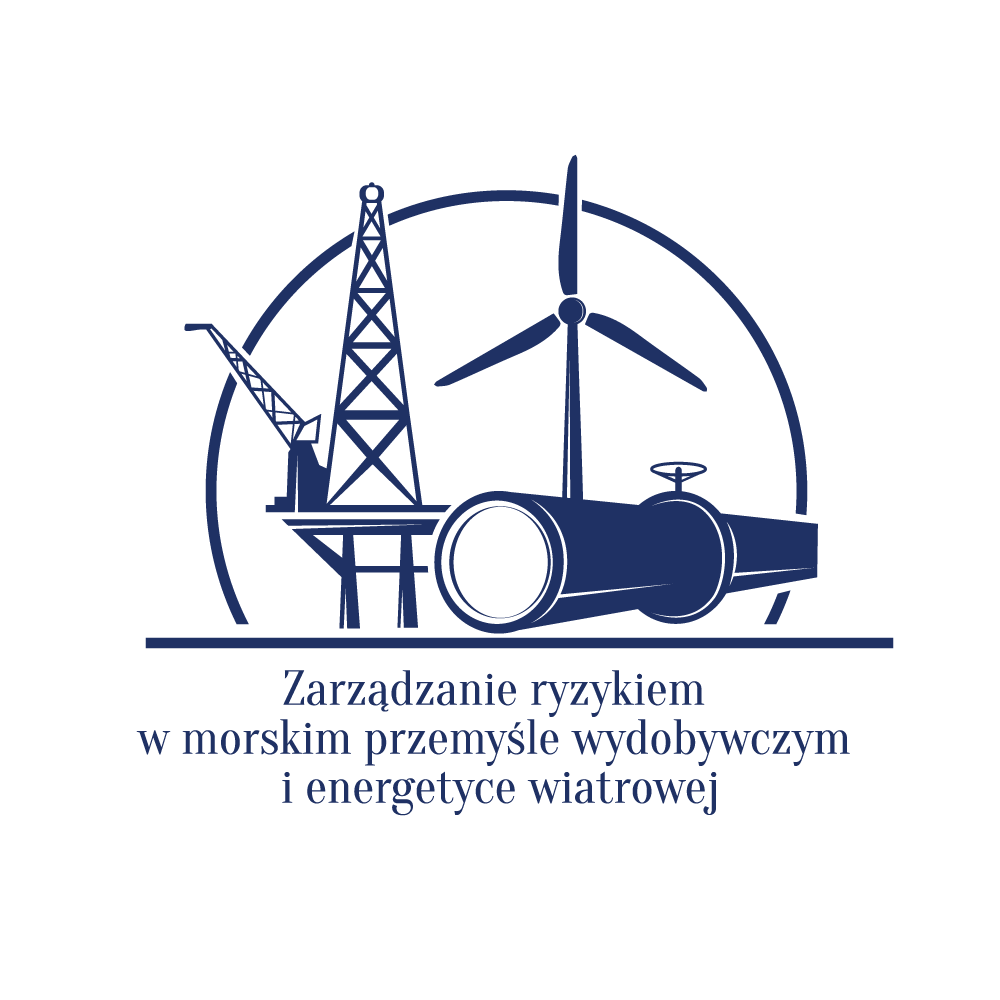 Zarządzanie ryzykiem
w morskim przemyśle wydobywczym
i energetyce wiatrowej